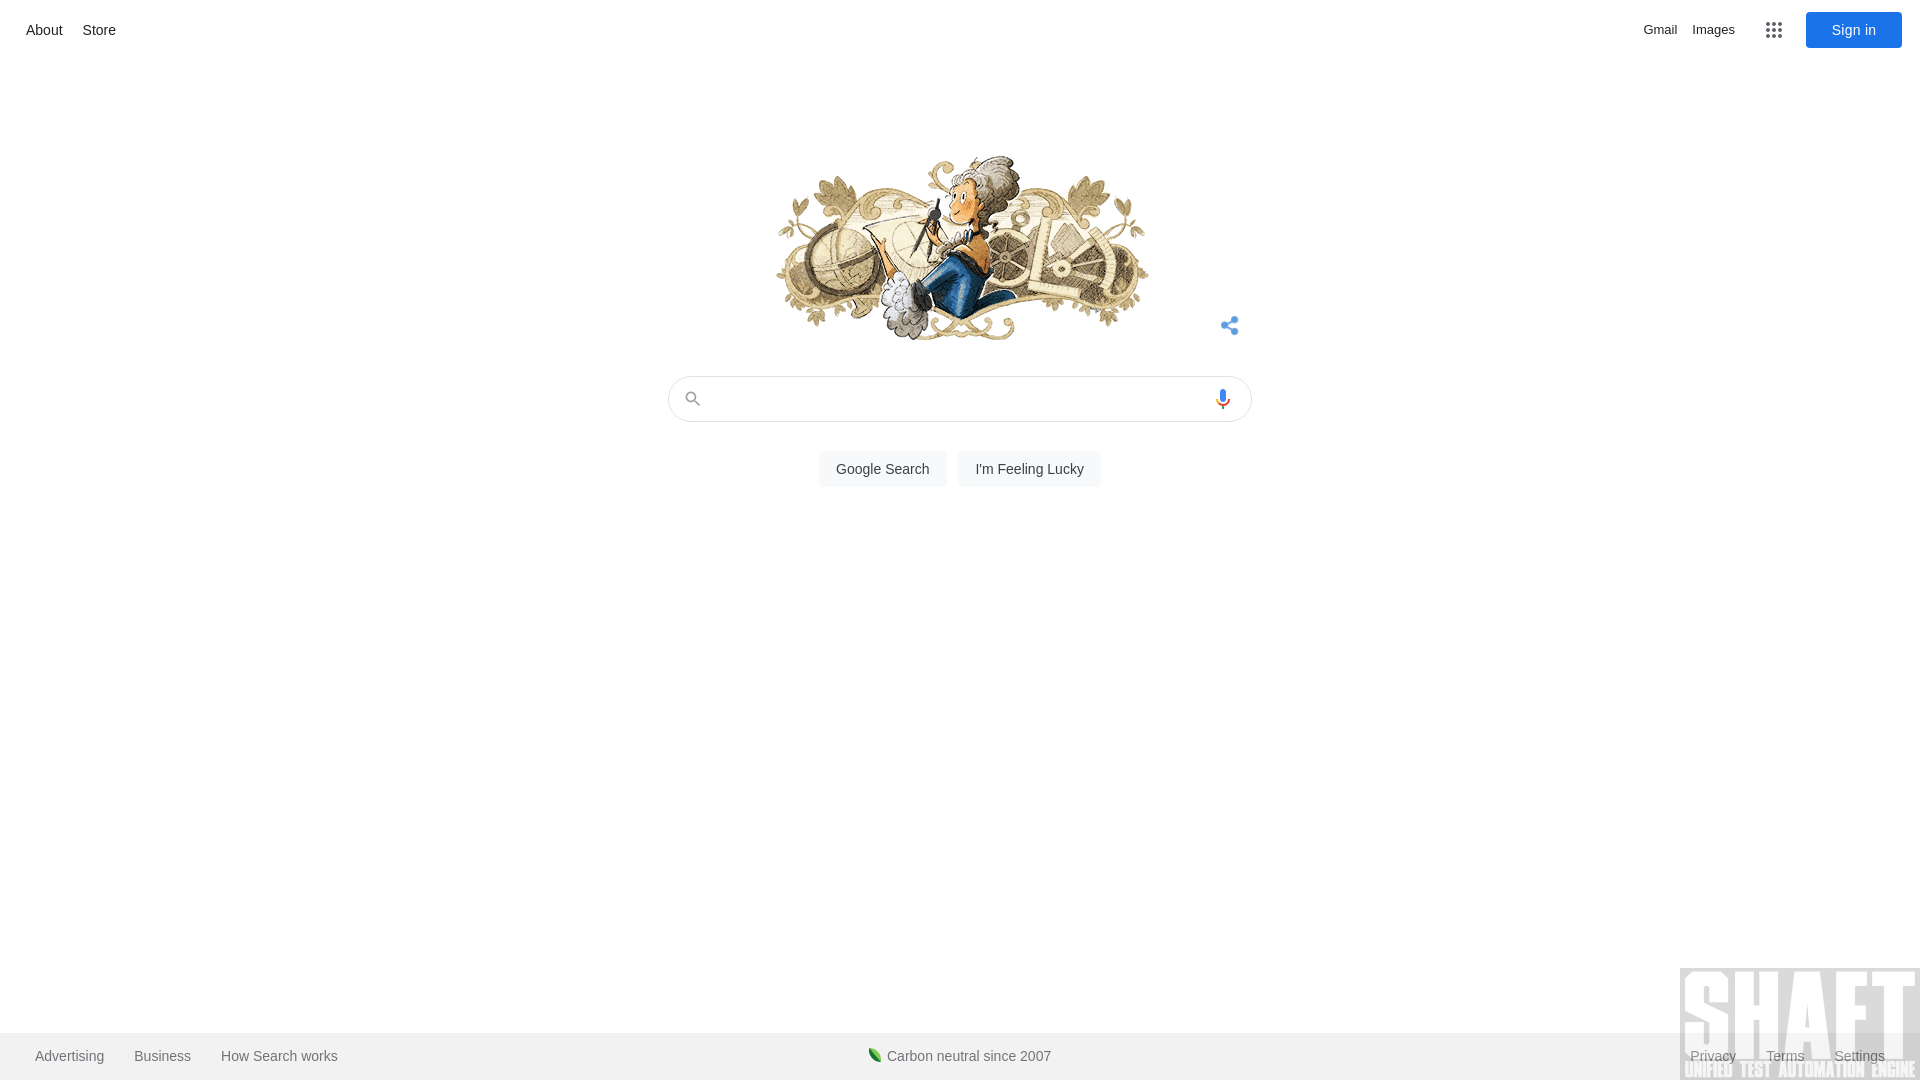 About Store Gmail Images Sign in
Google Search I'm Feeling Lucky
Advertising Business How Search works Carbon neutral since 2007 Privacy Terms Settings
SHAFT
UNIFIED TEST AUTOMATION ENGINE